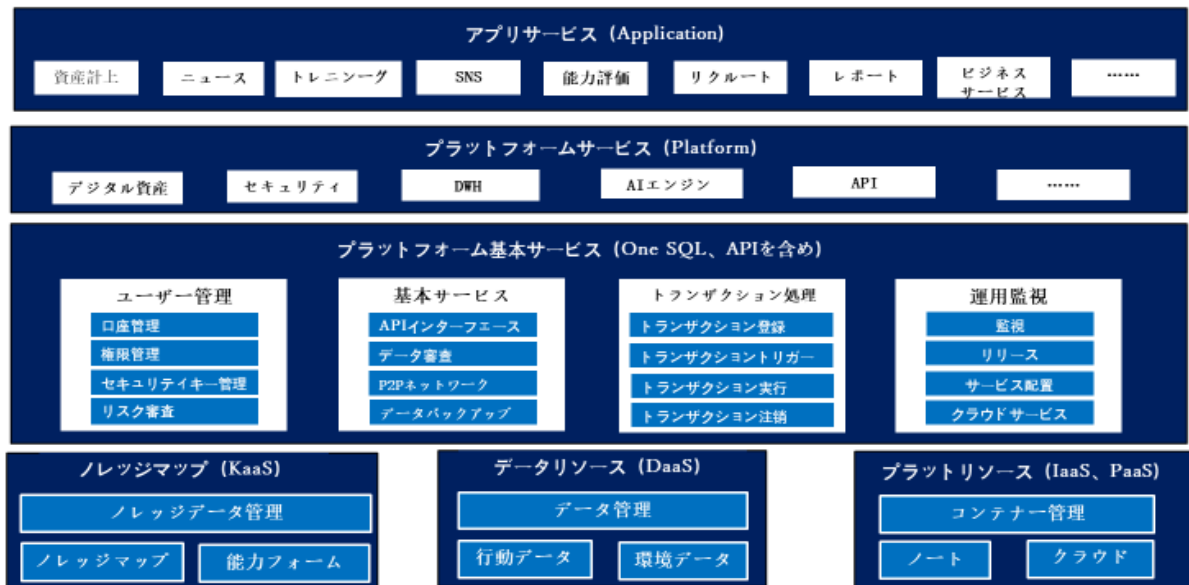 アプリサービス (Application)
資産計上
ニュース
トレニンーグ
SNS
能力評価
リクルート
レポート
ビジネス
サービス
……
プラットフォームサービス (Platform)
デジタル資産
セキュリティ
DWH
AIエンジン
API
……
プラットフォーム基本サービス (One SQL、APIを含め)
ユーザー管理
口座管理
権限管理
セキュリテイキー管理
リスク審査
基本サービス
APIインターフェース
データ審査
P2Pネットワーク
データバックアップ
トランザクション処理
トランザクション登録
トランザクショントリガー
トランザクション実行
トランザクション注销
運用監視
監視
リリース
サービス配置
クラウドサービス
ノレッジマップ (KaaS)
ノレッジデータ管理
ノレッジマップ
能力フォーム
データリソース (DaaS)
データ管理
行動データ
環境データ
プラットリソース (IaaS、PaaS)
コンテナー管理
ノート
クラウド